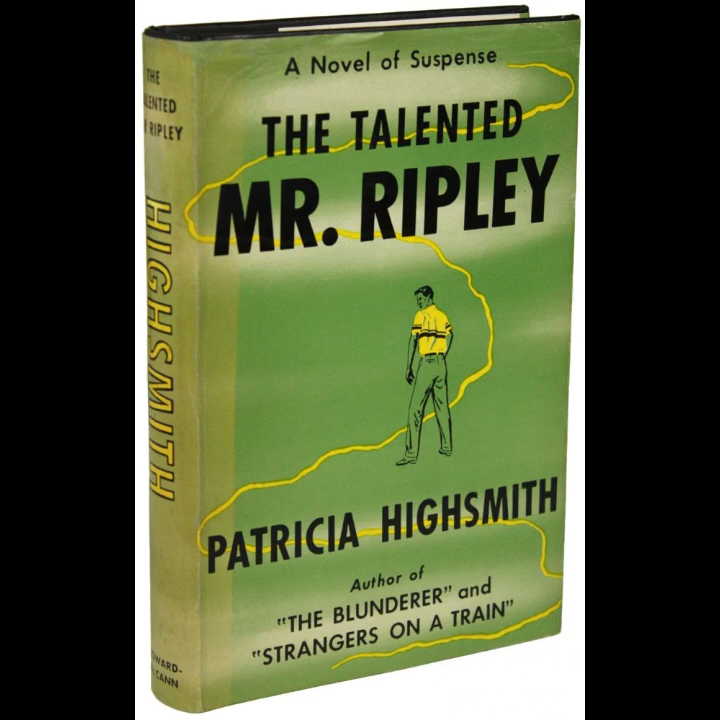 A Novel of Suspense
THE TALENTED
MR. RIPLEY
PATRICIA HIGHSMITH
Author of
"THE BLUNDERER" and
"STRANGERS ON A TRAIN"
THE
RIPLEY
HIGHSMITH
CANN